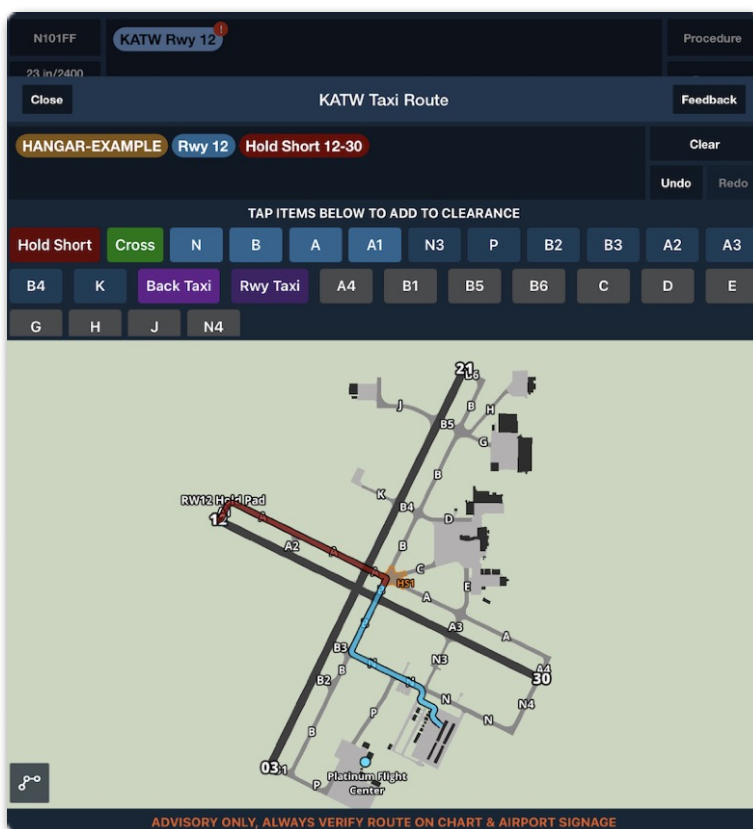 N101FF KATW Rwy 12 ! Procedure
23 in/2400
Close KATW Taxi Route Feedback
HANGAR-EXAMPLE Rwy 12 Hold Short 12-30 Clear
Undo Redo
TAP ITEMS BELOW TO ADD TO CLEARANCE
Hold Short Cross N B A A1 N3 P B2 B3 A2 A3
B4 K Back Taxi Rwy Taxi A4 B1 B5 B6 C D E
G H J N4
21
B6
J B H
B5
G
B
K
RW12 Hold Pad
B4
D
12 A
A2 A B
A C
HS1
E
A
A3 A
B3
N N3 A4
B N 30
B2 N N4
P N
B
03
Platinum Flight
Center
P
ADVISORY ONLY, ALWAYS VERIFY ROUTE ON CHART & AIRPORT SIGNAGE